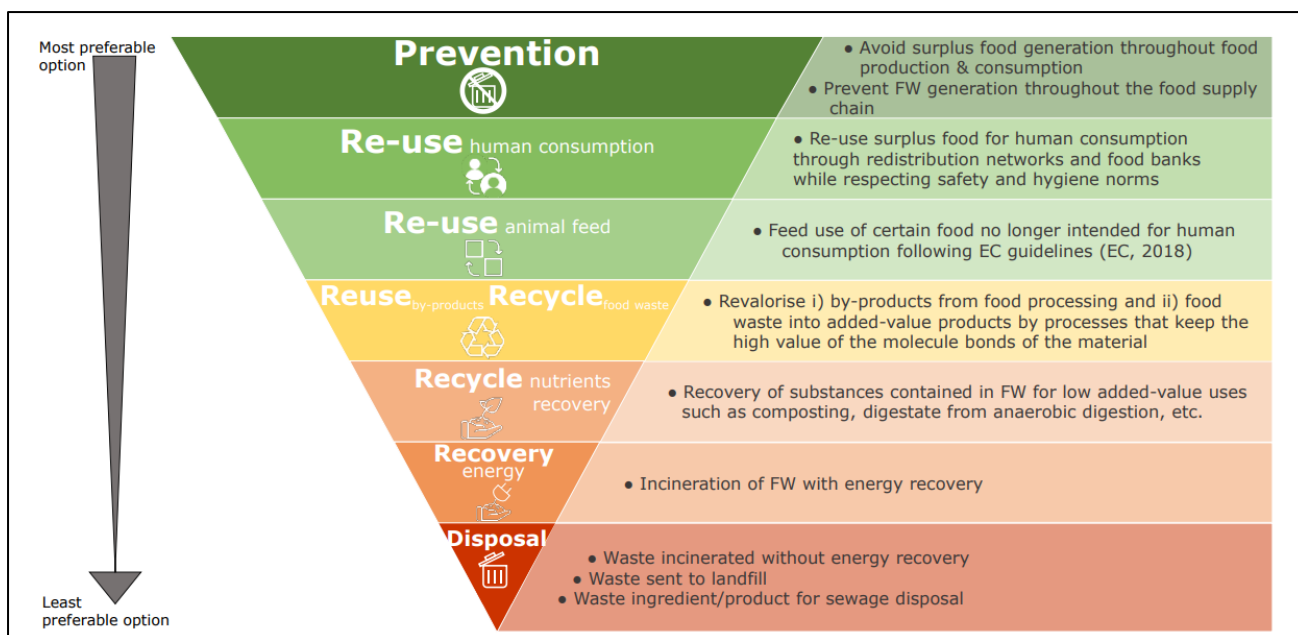 Most preferable
option
Prevention
● Avoid surplus food generation throughout food
production & consumption
● Prevent FW generation throughout the food supply
chain
Re-use human consumption
● Re-use surplus food for human consumption
through redistribution networks and food banks
while respecting safety and hygiene norms
Re-use animal feed
● Feed use of certain food no longer intended for human
consumption following EC guidelines (EC, 2018)
Reuse by-products Recycle food waste
● Revalorise i) by-products from food processing and ii) food
waste into added-value products by processes that keep the
high value of the molecule bonds of the material
Recycle nutrients
recovery
● Recovery of substances contained in FW for low added-value uses
such as composting, digestate from anaerobic digestion, etc.
Recovery
energy
● Incineration of FW with energy recovery
Disposal
● Waste incinerated without energy recovery
● Waste sent to landfill
● Waste ingredient/product for sewage disposal
Least
preferable option